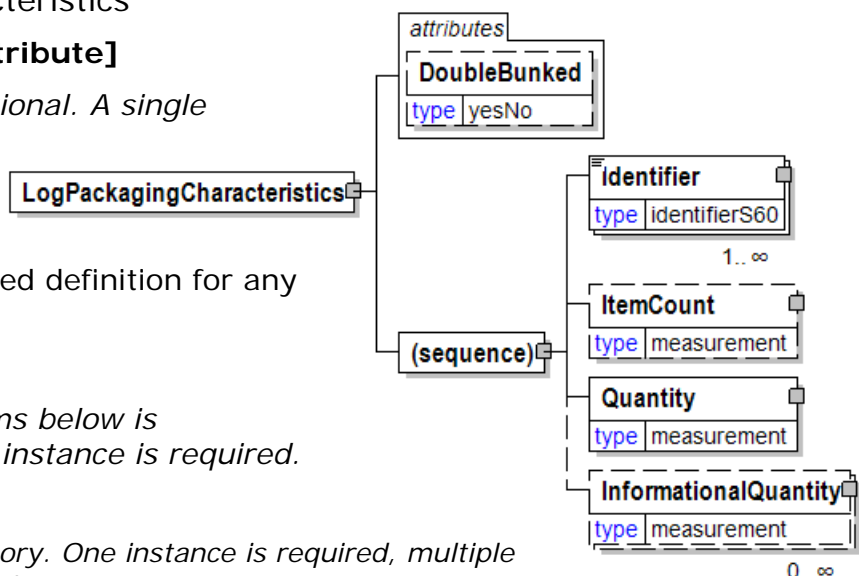 cteristics
tribute]
ional. A single
ed definition for any
ns below is
instance is required.
ory. One instance is required, multiple
attributes
DoubleBunked
type yesNo
LogPackagingCharacteristics
(sequence)
Identifier
type identifierS60
1.. ∞
ItemCount
type measurement
Quantity
type measurement
InformationalQuantity
type measurement
0.. ∞